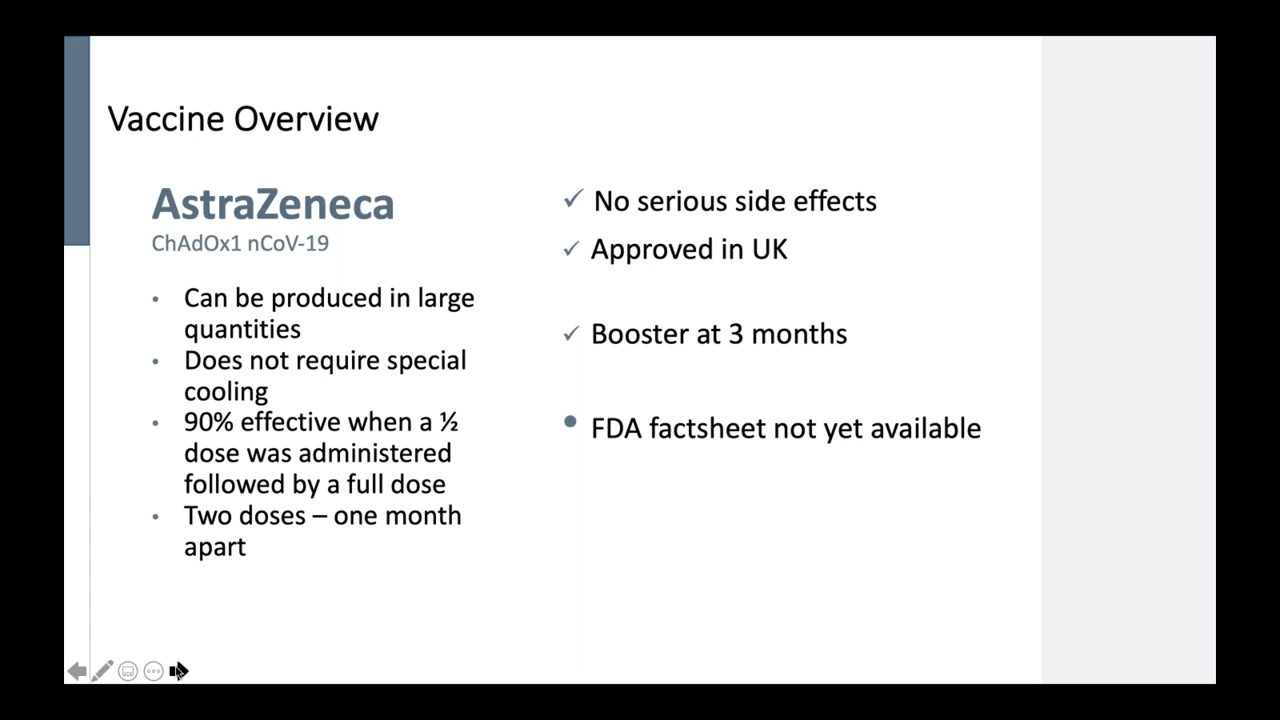 Vaccine Overview
AstraZeneca
ChAdOx1 nCoV-19
• Can be produced in large
quantities
• Does not require special
cooling
• 90% effective when a ½
dose was administered
followed by a full dose
• Two doses – one month
apart
✓ No serious side effects
✓ Approved in UK
✓ Booster at 3 months
• FDA factsheet not yet available